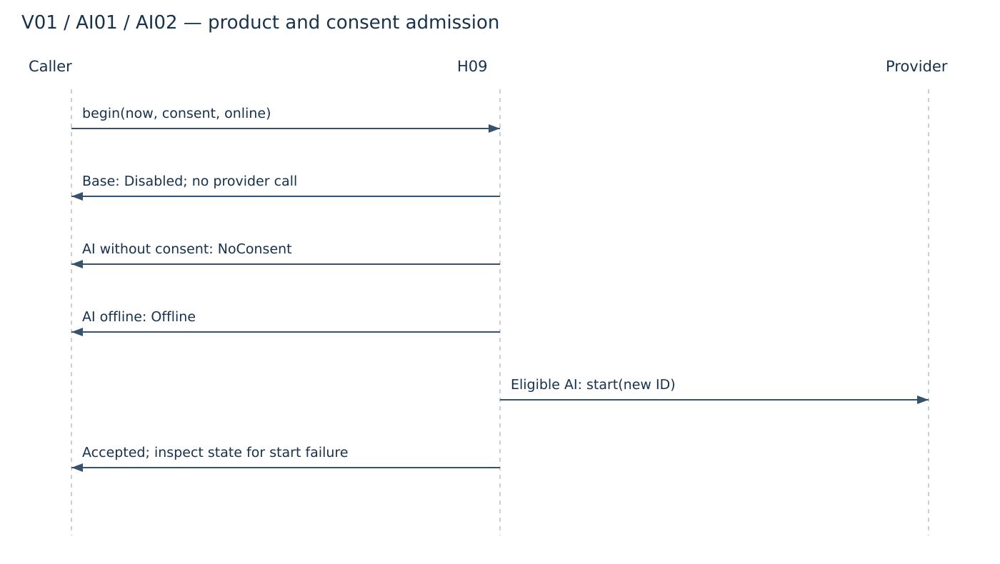 V01 / AI01 / AI02 — product and consent admission
Caller
H09
Provider
begin(now, consent, online)
Base: Disabled; no provider call
AI without consent: NoConsent
AI offline: Offline
Eligible AI: start(new ID)
Accepted; inspect state for start failure